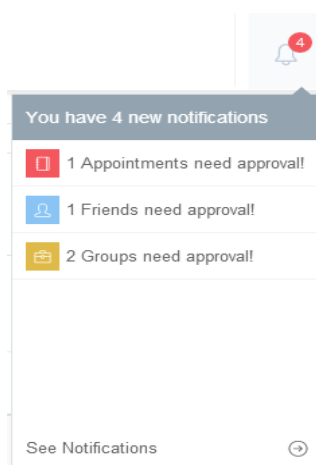 4
You have 4 new notifications
1 Appointments need approval!
1 Friends need approval!
2 Groups need approval!
See Notifications